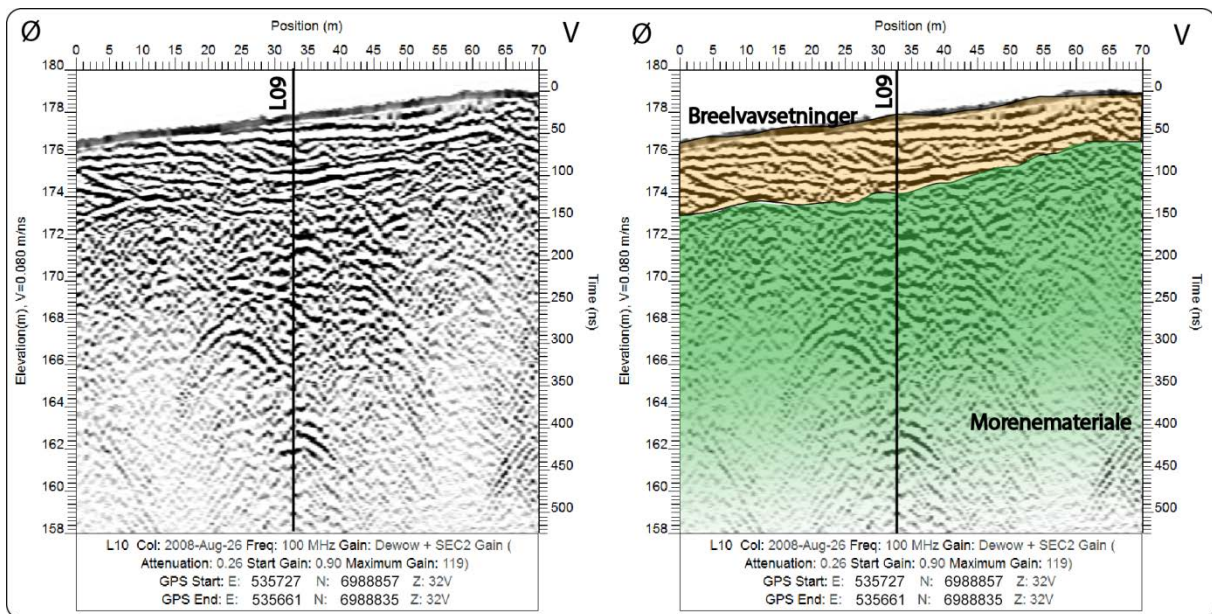 Ø
Position (m)
V
0 5 10 15 20 25 30 35 40 45 50 55 60 65 70
L09
180
178
176
174
172
170
168
166
164
162
160
158
Elevation(m), V=0.080 m/ns
0
50
100
150
200
250
300
350
400
450
500
Time (ns)
L10 Col: 2008-Aug-26 Freq: 100 MHz Gain: Dewow + SEC2 Gain (
Attenuation: 0.26 Start Gain: 0.90 Maximum Gain: 119)
GPS Start: E: 535727 N: 6988857 Z: 32V
GPS End: E: 535661 N: 6988835 Z: 32V
Ø
Position (m)
V
0 5 10 15 20 25 30 35 40 45 50 55 60 65 70
L09
Breelvavsetninger
Morenemateriale
180
178
176
174
172
170
168
166
164
162
160
158
Elevation(m), V=0.080 m/ns
0
50
100
150
200
250
300
350
400
450
500
Time (ns)
L10 Col: 2008-Aug-26 Freq: 100 MHz Gain: Dewow + SEC2 Gain (
Attenuation: 0.26 Start Gain: 0.90 Maximum Gain: 119)
GPS Start: E: 535727 N: 6988857 Z: 32V
GPS End: E: 535661 N: 6988835 Z: 32V